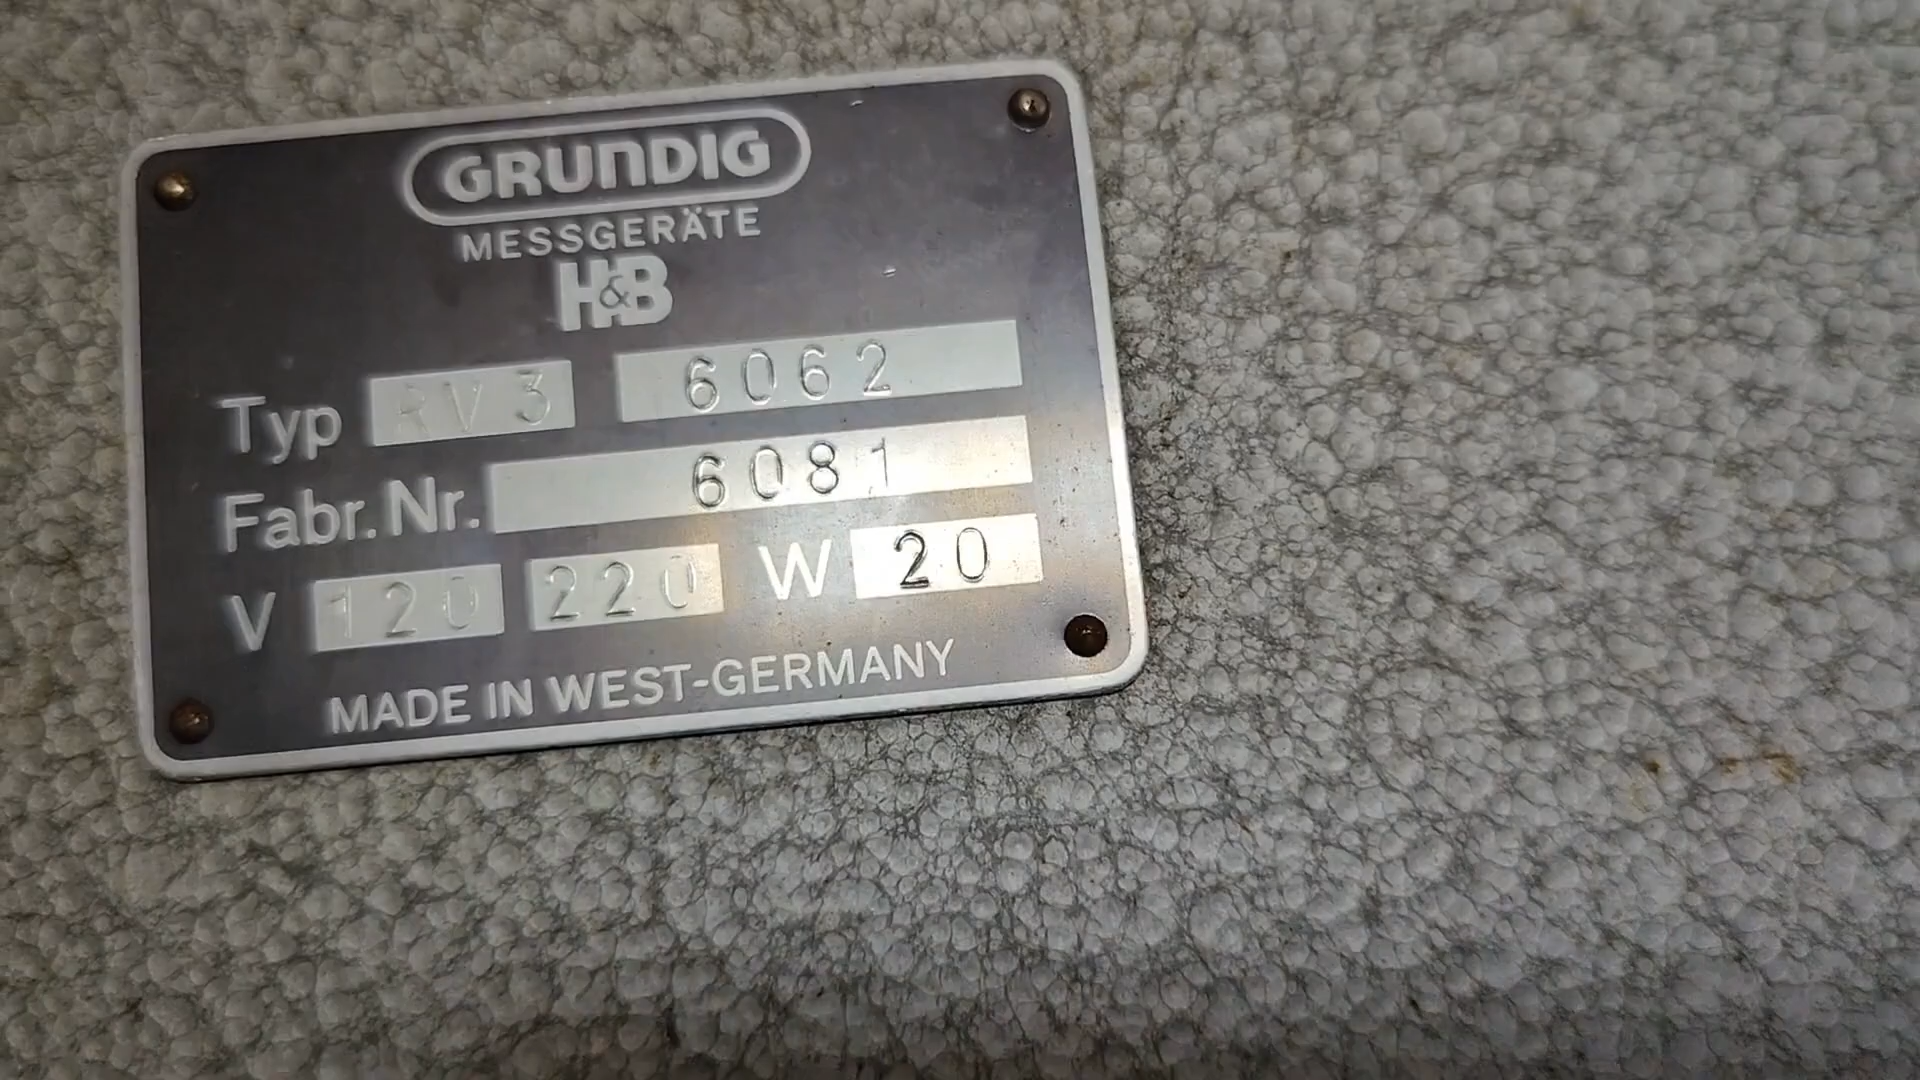 GRUNDIG
MESSGERÄTE
H&B
Typ RV3 6062
Fabr. Nr. 6081
V 120 220 W 20
MADE IN WEST-GERMANY